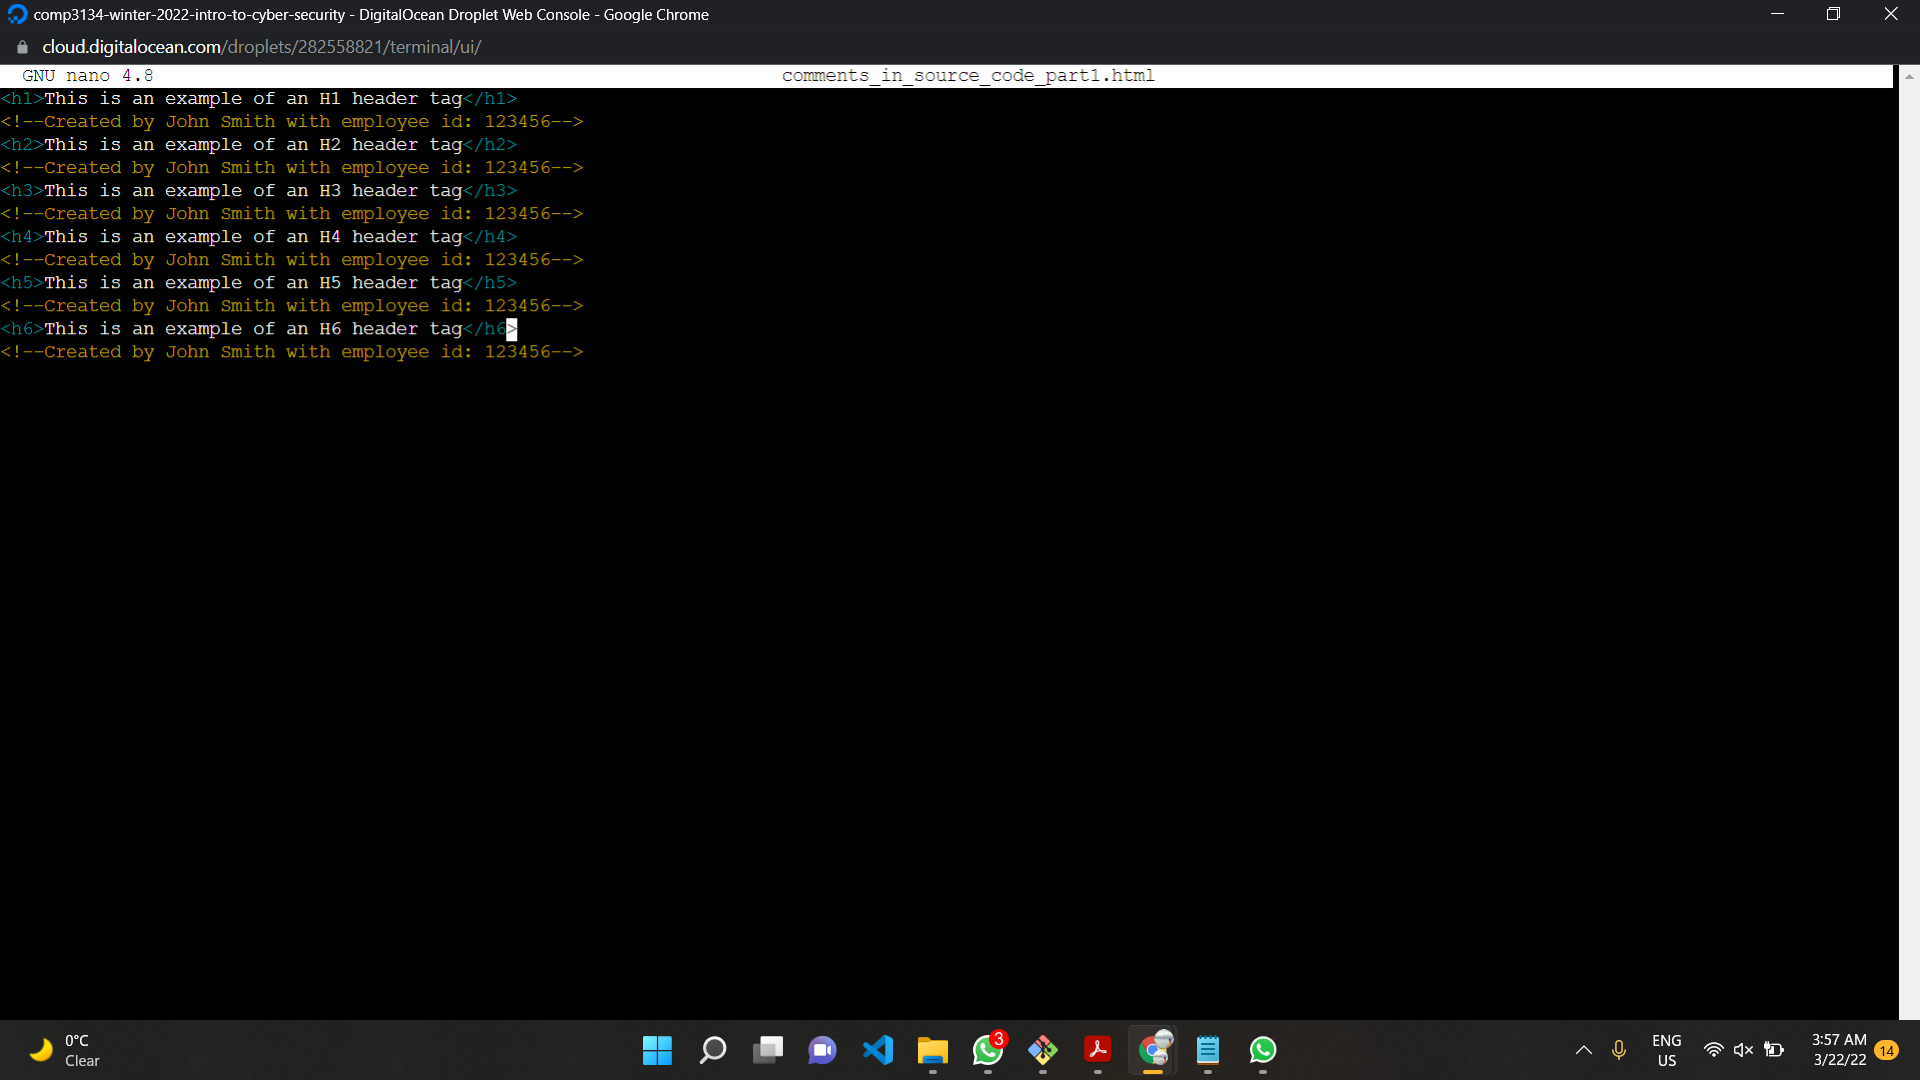 comp3134-winter-2022-intro-to-cyber-security - DigitalOcean Droplet Web Console - Google Chrome
cloud.digitalocean.com/droplets/282558821/terminal/ui/
GNU nano 4.8 comments_in_source_code_part1.html
<h1>This is an example of an H1 header tag</h1>
<!--Created by John Smith with employee id: 123456-->
<h2>This is an example of an H2 header tag</h2>
<!--Created by John Smith with employee id: 123456-->
<h3>This is an example of an H3 header tag</h3>
<!--Created by John Smith with employee id: 123456-->
<h4>This is an example of an H4 header tag</h4>
<!--Created by John Smith with employee id: 123456-->
<h5>This is an example of an H5 header tag</h5>
<!--Created by John Smith with employee id: 123456-->
<h6>This is an example of an H6 header tag</h6>
<!--Created by John Smith with employee id: 123456-->
0°C
Clear
3
ENG
US
3:57 AM
3/22/22
14